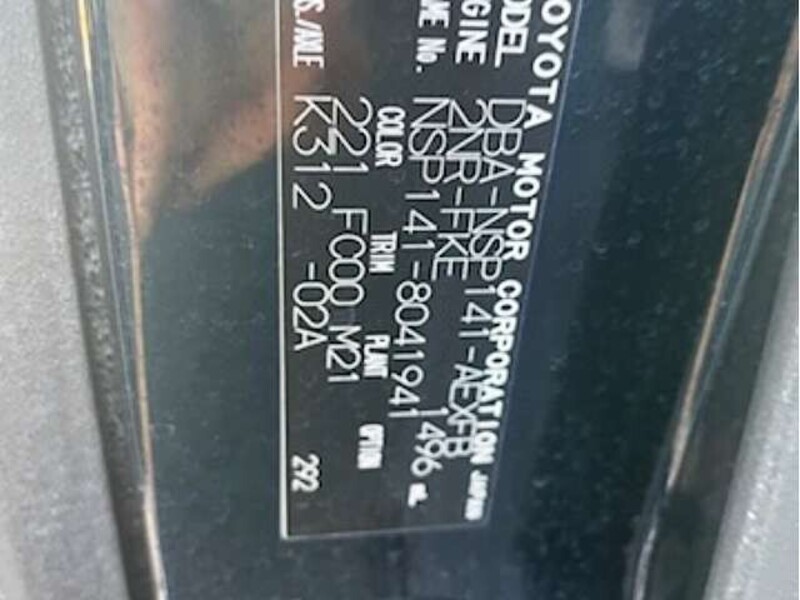 TOYOTA MOTOR CORPORATION JAPAN
MODEL DBA-NSP141-AEXFB
ENGINE 2NR-FKE 1496 mL
NSP141-8041941
COLOR TRIM PLANT OPTION
221 FC00 M21
K312 -02A 292